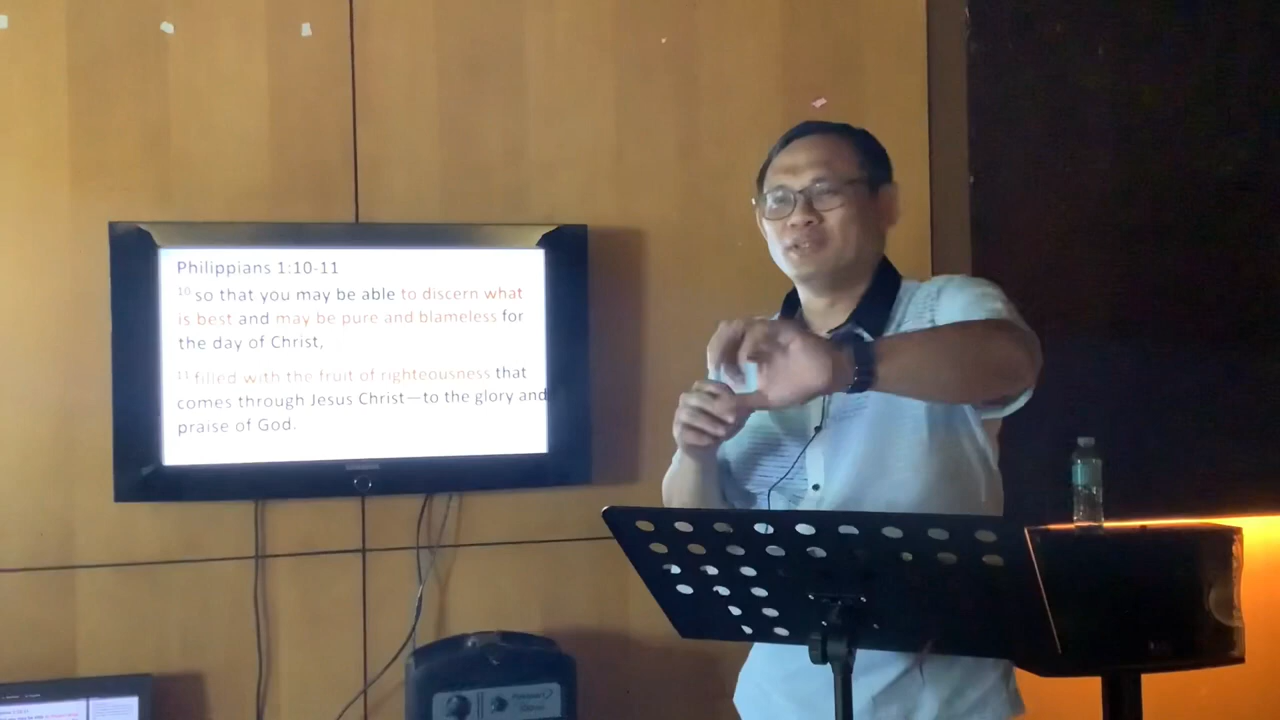 Philippians 1:10-11
10 so that you may be able to discern what
is best and may be pure and blameless for
the day of Christ,
11 filled with the fruit of righteousness that
comes through Jesus Christ—to the glory and
praise of God.